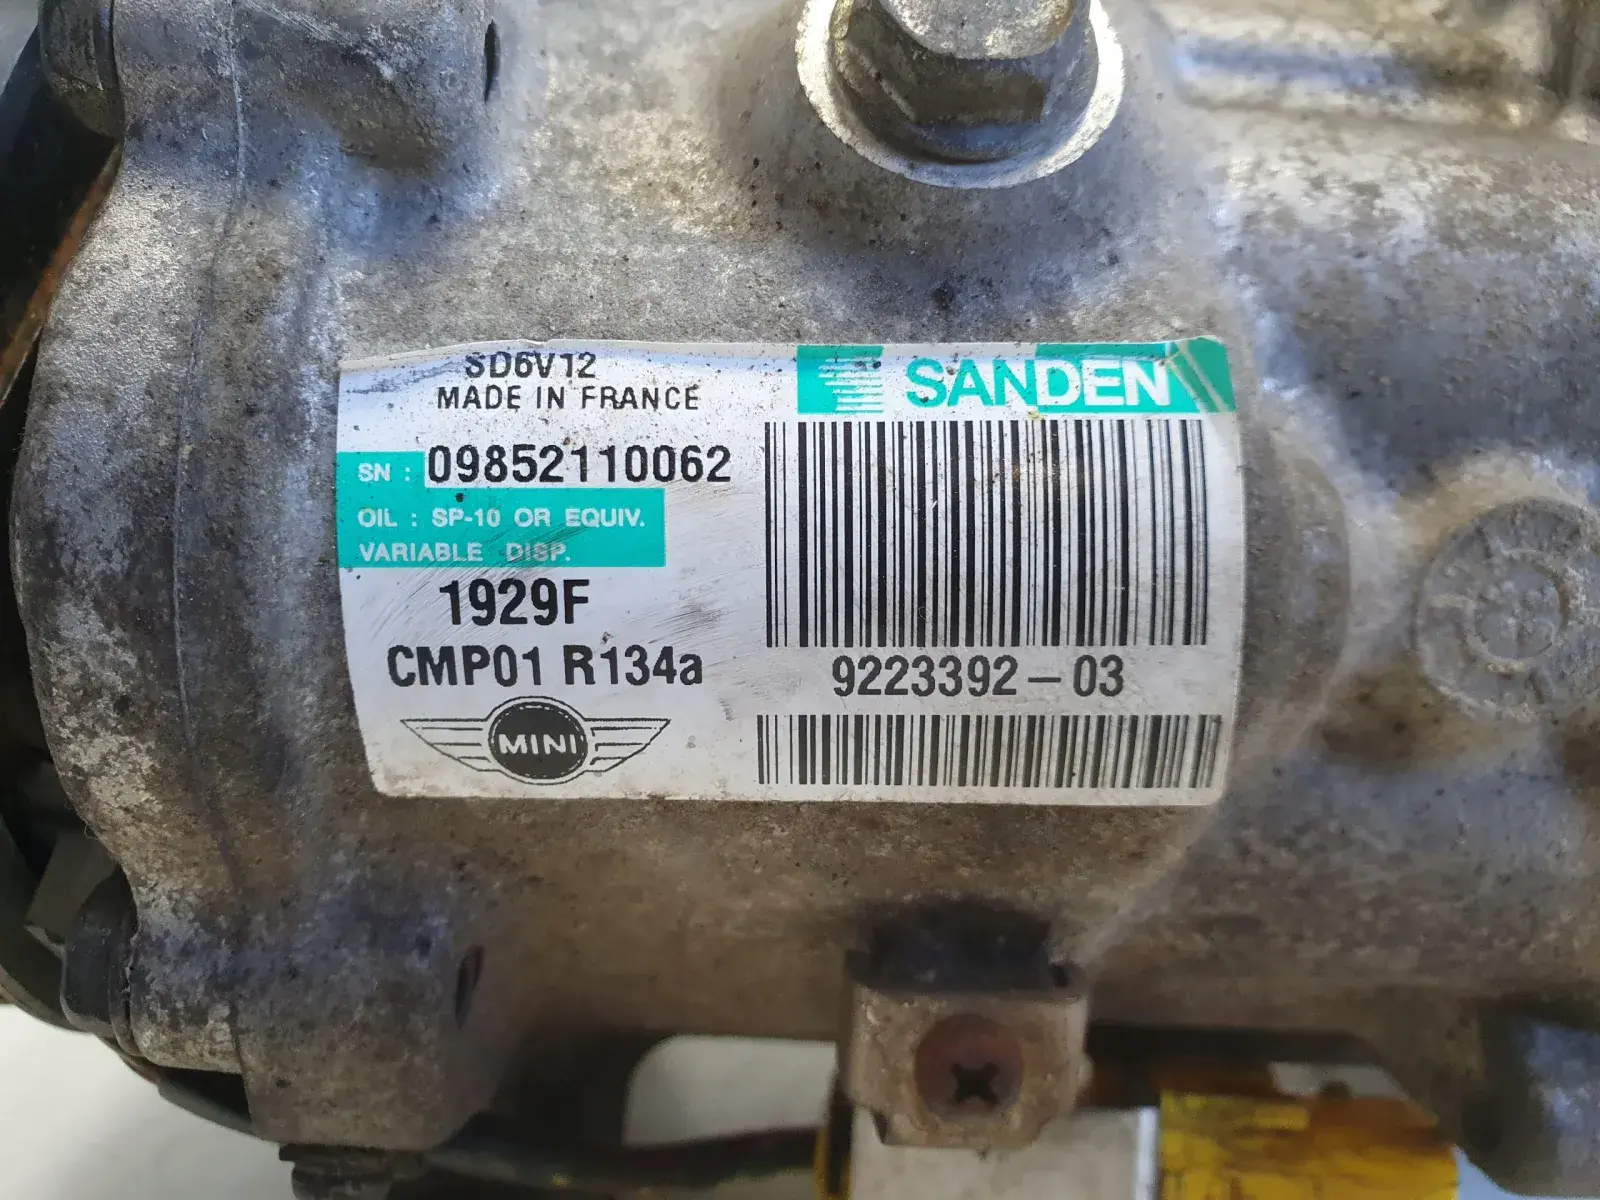 SD6V12
MADE IN FRANCE
SANDEN
SN : 09852110062
OIL : SP-10 OR EQUIV.
VARIABLE DISP.
1929F
CMP01 R134a
9223392-03
MINI